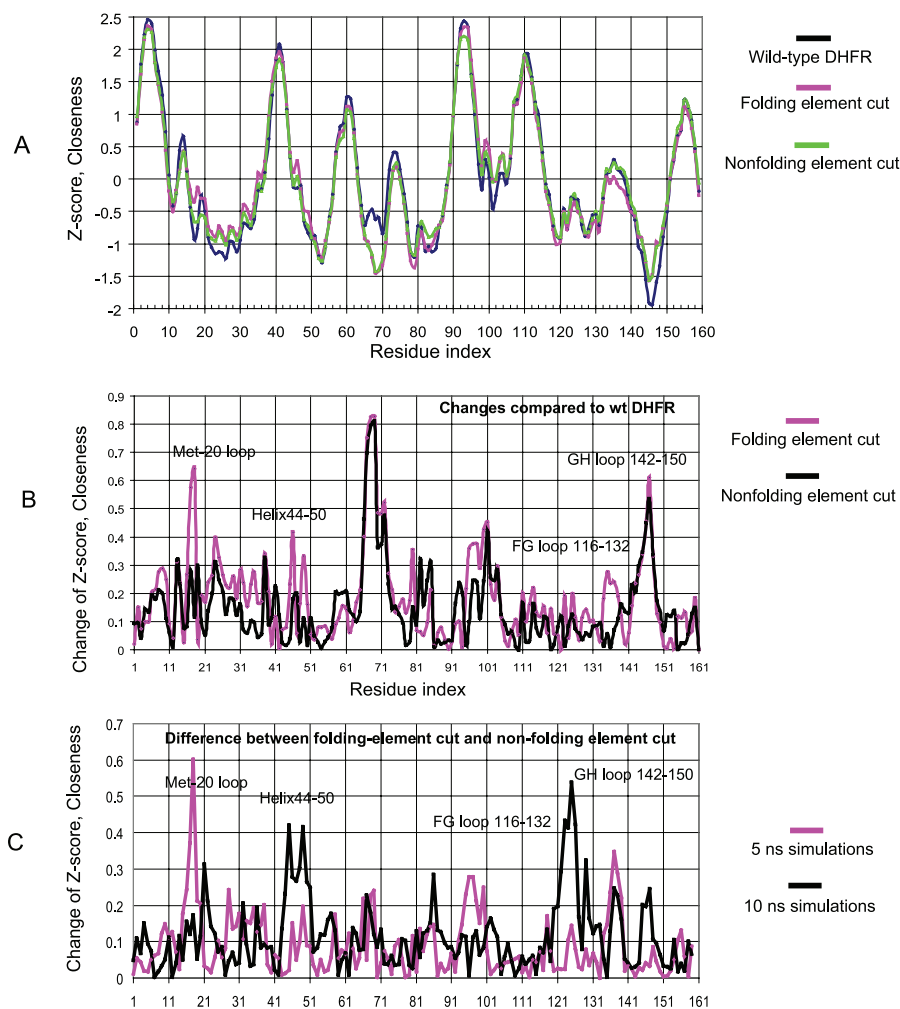 A
Z-score, Closeness
2.5
2
1.5
1
0.5
0
-0.5
-1
-1.5
-2
0 10 20 30 40 50 60 70 80 90 100 110 120 130 140 150 160
Residue index
Wild-type DHFR
Folding element cut
Nonfolding element cut
B
Change of Z-score, Closeness
Changes compared to wt DHFR
0.9
0.8
0.7
0.6
0.5
0.4
0.3
0.2
0.1
0
Met-20 loop
Helix44-50
FG loop 116-132
GH loop 142-150
1 11 21 31 41 51 61 71 81 91 101 111 121 131 141 151 161
Residue index
Folding element cut
Nonfolding element cut
C
Change of Z-score, Closeness
Difference between folding-element cut and non-folding element cut
0.7
0.6
0.5
0.4
0.3
0.2
0.1
0
Met-20 loop
Helix44-50
FG loop 116-132
GH loop 142-150
1 11 21 31 41 51 61 71 81 91 101 111 121 131 141 151 161
5 ns simulations
10 ns simulations